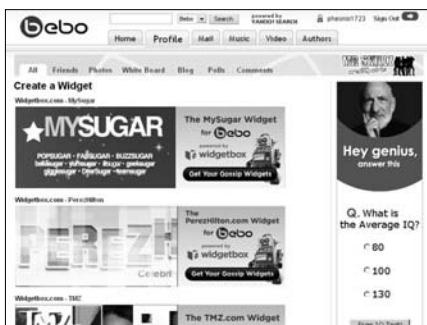 bebo
Bebo Search
powered by YAHOO! SEARCH
pheonix1723 Sign Out
Home Profile Mail Music Video Authors
All Friends Photos White Board Blog Polls Comments
Create a Widget
Widgetbox.com - MySugar
MYSUGAR
POPSUGAR - FABSUGAR - BUZZSUGAR
The MySugar Widget
for bebo
powered by
widgetbox
Get Your Gossip Widgets
Widgetbox.com - PerezHilton
PEREZH
Celebri
The
PerezHilton.com Widget
for bebo
powered by
widgetbox
Get Your Gossip Widgets
Widgetbox.com - TMZ
TMZ
The TMZ.com Widget
Hey genius,
answer this
Q. What is
the Average IQ?
80
100
130